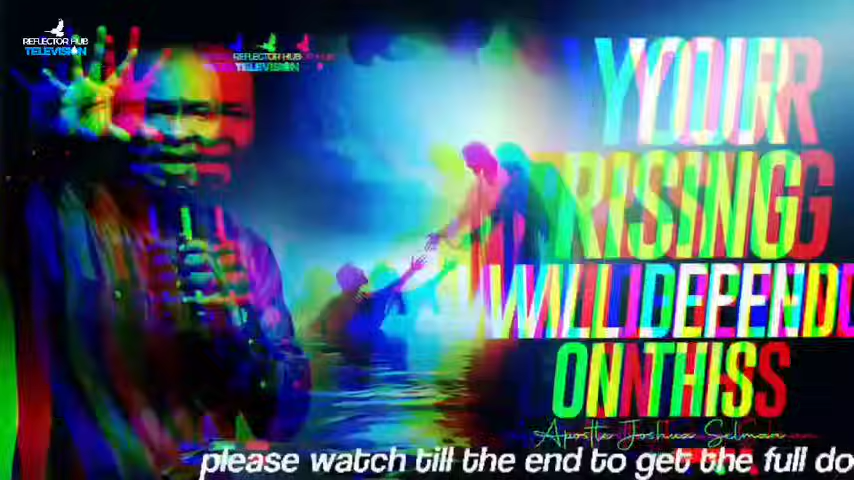 REFLECTOR HUB
TELEVISION
REFLECTOR HUB
TELEVISION
YOUR
RISING
WILL DEPEND
ON THIS
Apostle Joshua Selman
please watch till the end to get the full do